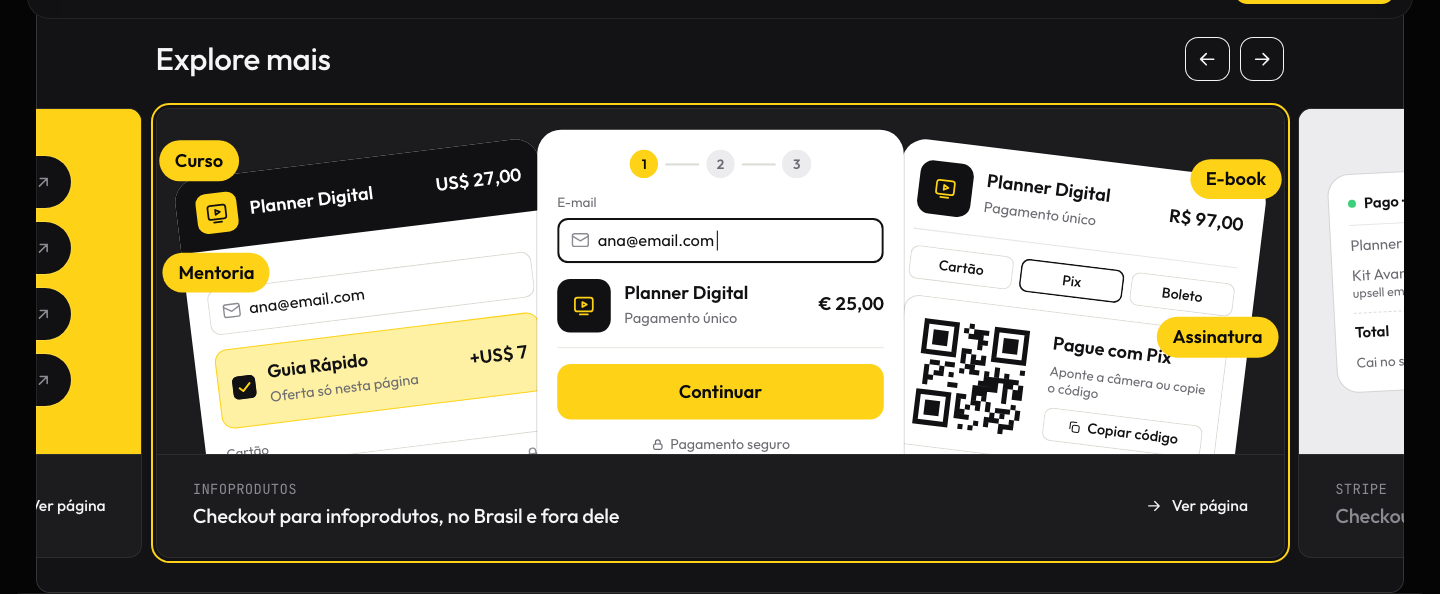 Explore mais
Curso
Planner Digital
US$ 27,00
Mentoria
ana@email.com
Guia Rápido
+US$ 7
Oferta só nesta página
Cartão
1
2
3
E-mail
ana@email.com
Planner Digital
€ 25,00
Pagamento único
Continuar
Pagamento seguro
E-book
Planner Digital
Pagamento único
R$ 97,00
Cartão
Pix
Boleto
Assinatura
Pague com Pix
Aponte a câmera ou copie
o código
Copiar código
Pago
Planner
Kit Avan
upsell em
Total
Cai no s
Ver página
INFOPRODUTOS
Checkout para infoprodutos, no Brasil e fora dele
Ver página
STRIPE
Checkou